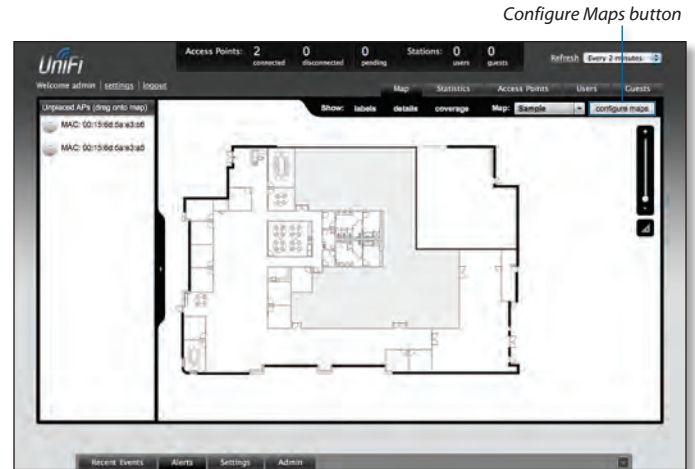 Configure Maps button
UniFi
Access Points: 2 connected 0 disconnected 0 pending Stations: 0 users 0 guests
Refresh Every 2 minutes
Welcome admin | settings | logout
Map Statistics Access Points Users Guests
Unplaced APs (drag onto map)
Show: labels details coverage Map: Sample configure maps
MAC: 00:15:6d:5a:e3:b6
MAC: 00:15:6d:5a:e3:a5
Recent Events Alerts Settings Admin